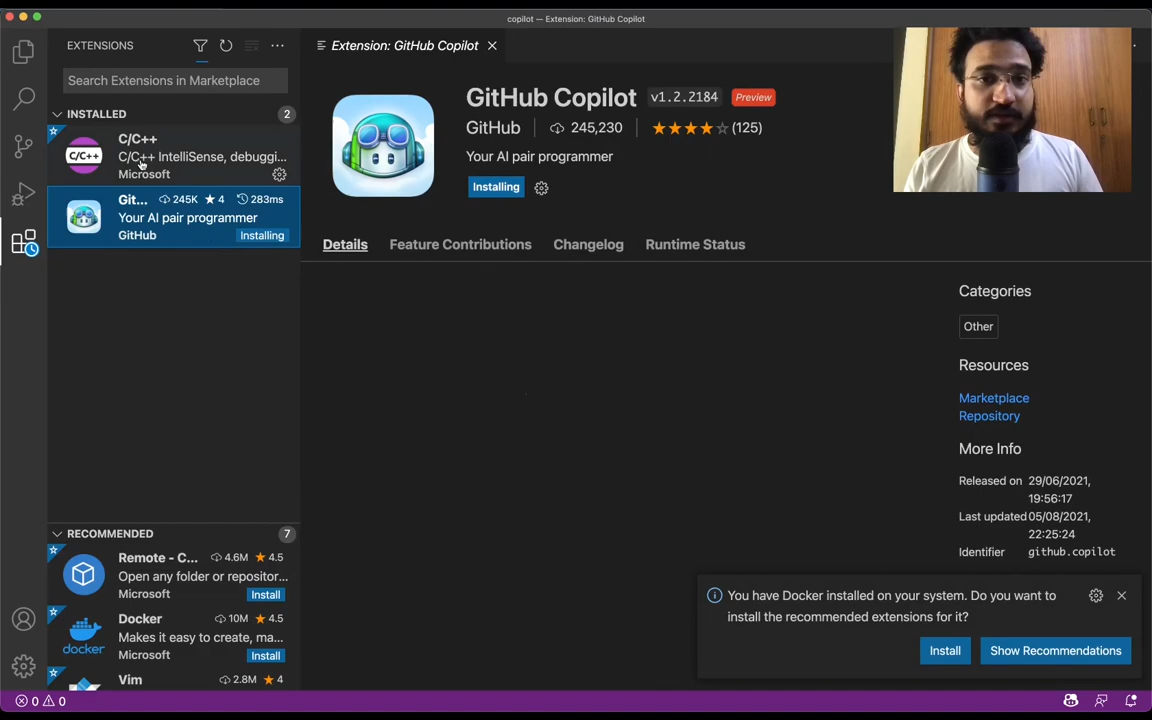 copilot — Extension: GitHub Copilot
EXTENSIONS
Search Extensions in Marketplace
INSTALLED 2
C/C++
C/C++
C/C++ IntelliSense, debuggi...
Microsoft
Git... 245K ★ 4 283ms
Your AI pair programmer
GitHub Installing
RECOMMENDED 7
Remote - C... 4.6M ★ 4.5
Open any folder or repositor...
Microsoft Install
Docker 10M ★ 4.5
docker
Makes it easy to create, ma...
Microsoft Install
Vim 2.8M ★ 4
Extension: GitHub Copilot
GitHub Copilot v1.2.2184 Preview
GitHub 245,230 (125)
Your AI pair programmer
Installing
Details Feature Contributions Changelog Runtime Status
Categories
Other
Resources
Marketplace
Repository
More Info
Released on 29/06/2021,
19:56:17
Last updated 05/08/2021,
22:25:24
Identifier github.copilot
You have Docker installed on your system. Do you want to
install the recommended extensions for it?
Install Show Recommendations
0 0